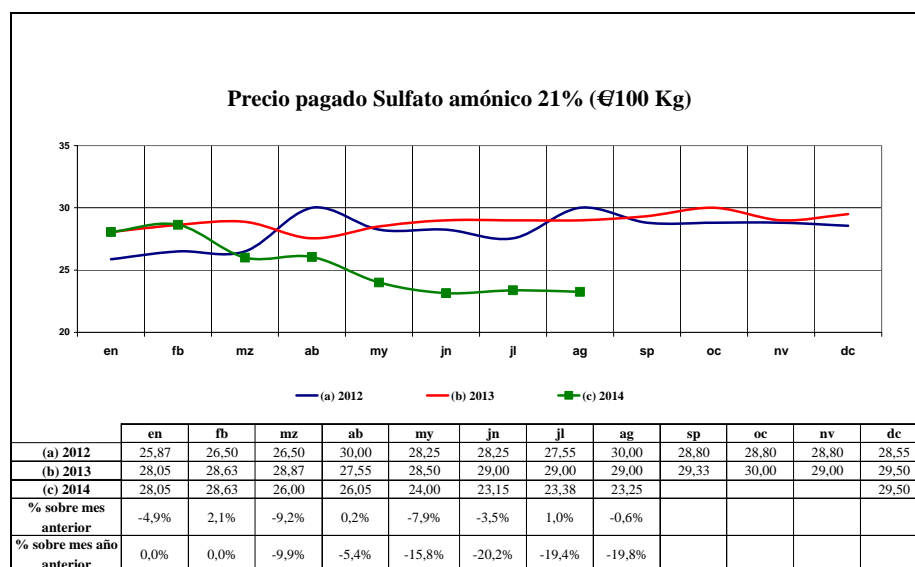 Precio pagado Sulfato amónico 21% (€/100 Kg)
35
30
25
20
en fb mz ab my jn jl ag sp oc nv dc
(a) 2012 (b) 2013 (c) 2014
en fb mz ab my jn jl ag sp oc nv dc
(a) 2012 25,87 26,50 26,50 30,00 28,25 28,25 27,55 30,00 28,80 28,80 28,80 28,55
(b) 2013 28,05 28,63 28,87 27,55 28,50 29,00 29,00 29,00 29,33 30,00 29,00 29,50
(c) 2014 28,05 28,63 26,00 26,05 24,00 23,15 23,38 23,25 29,50
% sobre mes
anterior -4,9% 2,1% -9,2% 0,2% -7,9% -3,5% 1,0% -0,6%
% sobre mes año
anterior 0,0% 0,0% -9,9% -5,4% -15,8% -20,2% -19,4% -19,8%